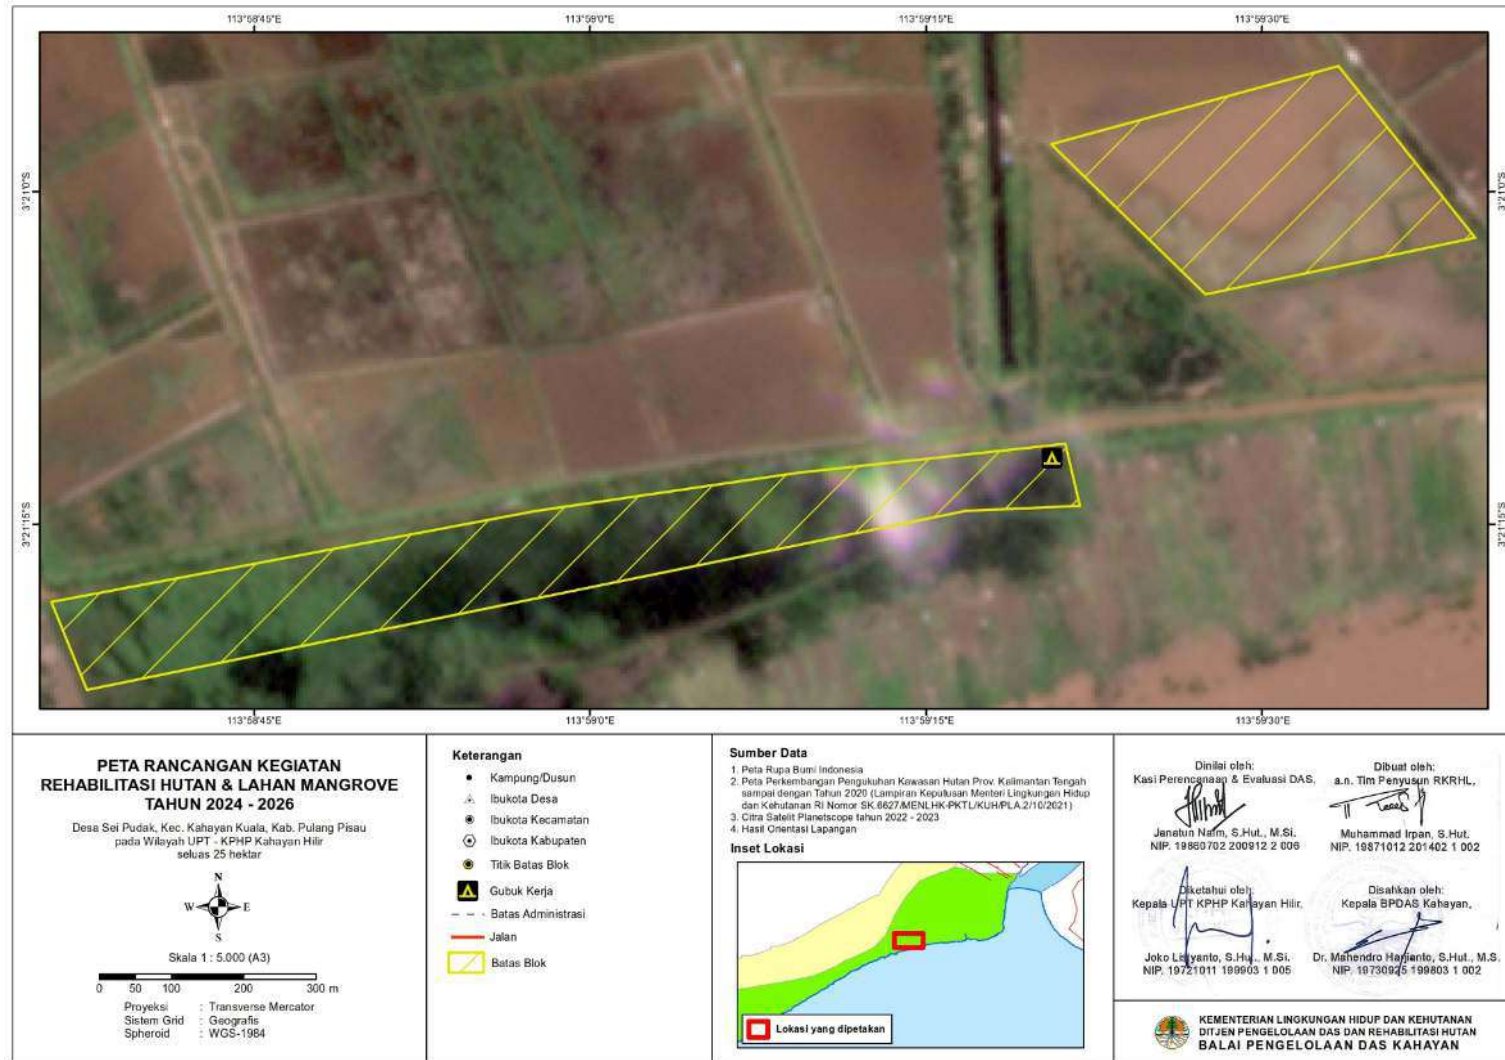 113°58'45"E
113°59'0"E
113°59'15"E
113°59'30"E
3°21'0"S
3°21'0"S
3°21'15"S
3°21'15"S
113°58'45"E
113°59'0"E
113°59'15"E
113°59'30"E
PETA RANCANGAN KEGIATAN
REHABILITASI HUTAN & LAHAN MANGROVE
TAHUN 2024 - 2026
Desa Sei Pudak, Kec. Kahayan Kuala, Kab. Pulang Pisau
pada Wilayah UPT - KPHP Kahayan Hilir
seluas 25 hektar
N
W E
S
Skala 1 : 5.000 (A3)
0 50 100 200 300 m
Proyeksi : Transverse Mercator
Sistem Grid : Geografis
Spheroid : WGS-1984
Keterangan
Kampung/Dusun
Ibukota Desa
Ibukota Kecamatan
Ibukota Kabupaten
Titik Batas Blok
Gubuk Kerja
Batas Administrasi
Jalan
Batas Blok
Sumber Data
1. Peta Rupa Bumi Indonesia
2. Peta Perkembangan Pengukuhan Kawasan Hutan Prov. Kalimantan Tengah
sampai dengan Tahun 2020 (Lampiran Keputusan Menteri Lingkungan Hidup
dan Kehutanan RI Nomor SK.6627/MENLHK-PKTL/KUH/PLA.2/10/2021)
3. Citra Satelit Planetscope tahun 2022 - 2023
4. Hasil Orientasi Lapangan
Inset Lokasi
Lokasi yang dipetakan
Dinilai oleh:
Kasi Perencanaan & Evaluasi DAS,
Janatun Naim, S.Hut., M.Si.
NIP. 19860702 200912 2 006
Dibuat oleh:
a.n. Tim Penyusun RKRHL,
Muhammad Irpan, S.Hut.
NIP. 19871012 201402 1 002
Diketahui oleh:
Kepala UPT KPHP Kahayan Hilir,
Joko Lisyanto, S.Hut., M.Si.
NIP. 19721011 199903 1 005
Disahkan oleh:
Kepala BPDAS Kahayan,
Dr. Mahendro Harjianto, S.Hut., M.S.
NIP. 19730925 199803 1 002
KEMENTERIAN LINGKUNGAN HIDUP DAN KEHUTANAN
DITJEN PENGELOLAAN DAS DAN REHABILITASI HUTAN
BALAI PENGELOLAAN DAS KAHAYAN